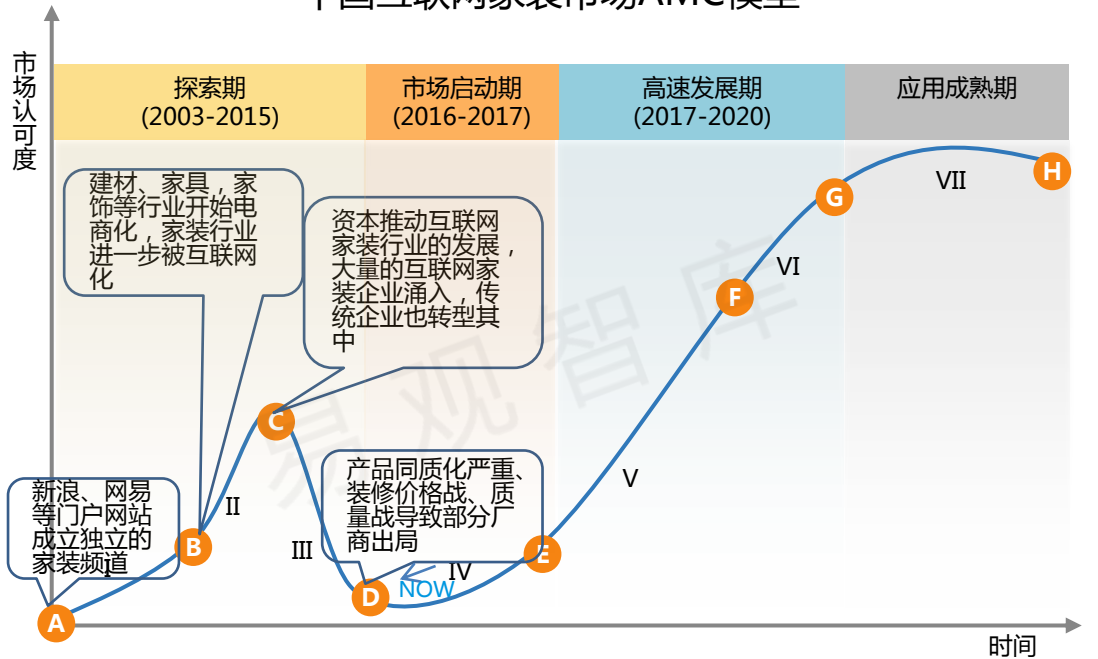 中国互联网家装市场AMC模型
市场认可度
探索期
(2003-2015)
市场启动期
(2016-2017)
高速发展期
(2017-2020)
应用成熟期
建材、家具，家
饰等行业开始电
商化，家装行业
进一步被互联网
化
资本推动互联网
家装行业的发展，
大量的互联网家
装企业涌入，传
统企业也转型其
中
H
VII
G
VI
F
C
产品同质化严重、
装修价格战、质
量战导致部分厂
商出局
V
新浪、网易
等门户网站
成立独立的
家装频道
II
B
III
E
I
IV
NOW
D
A
时间
易观智库